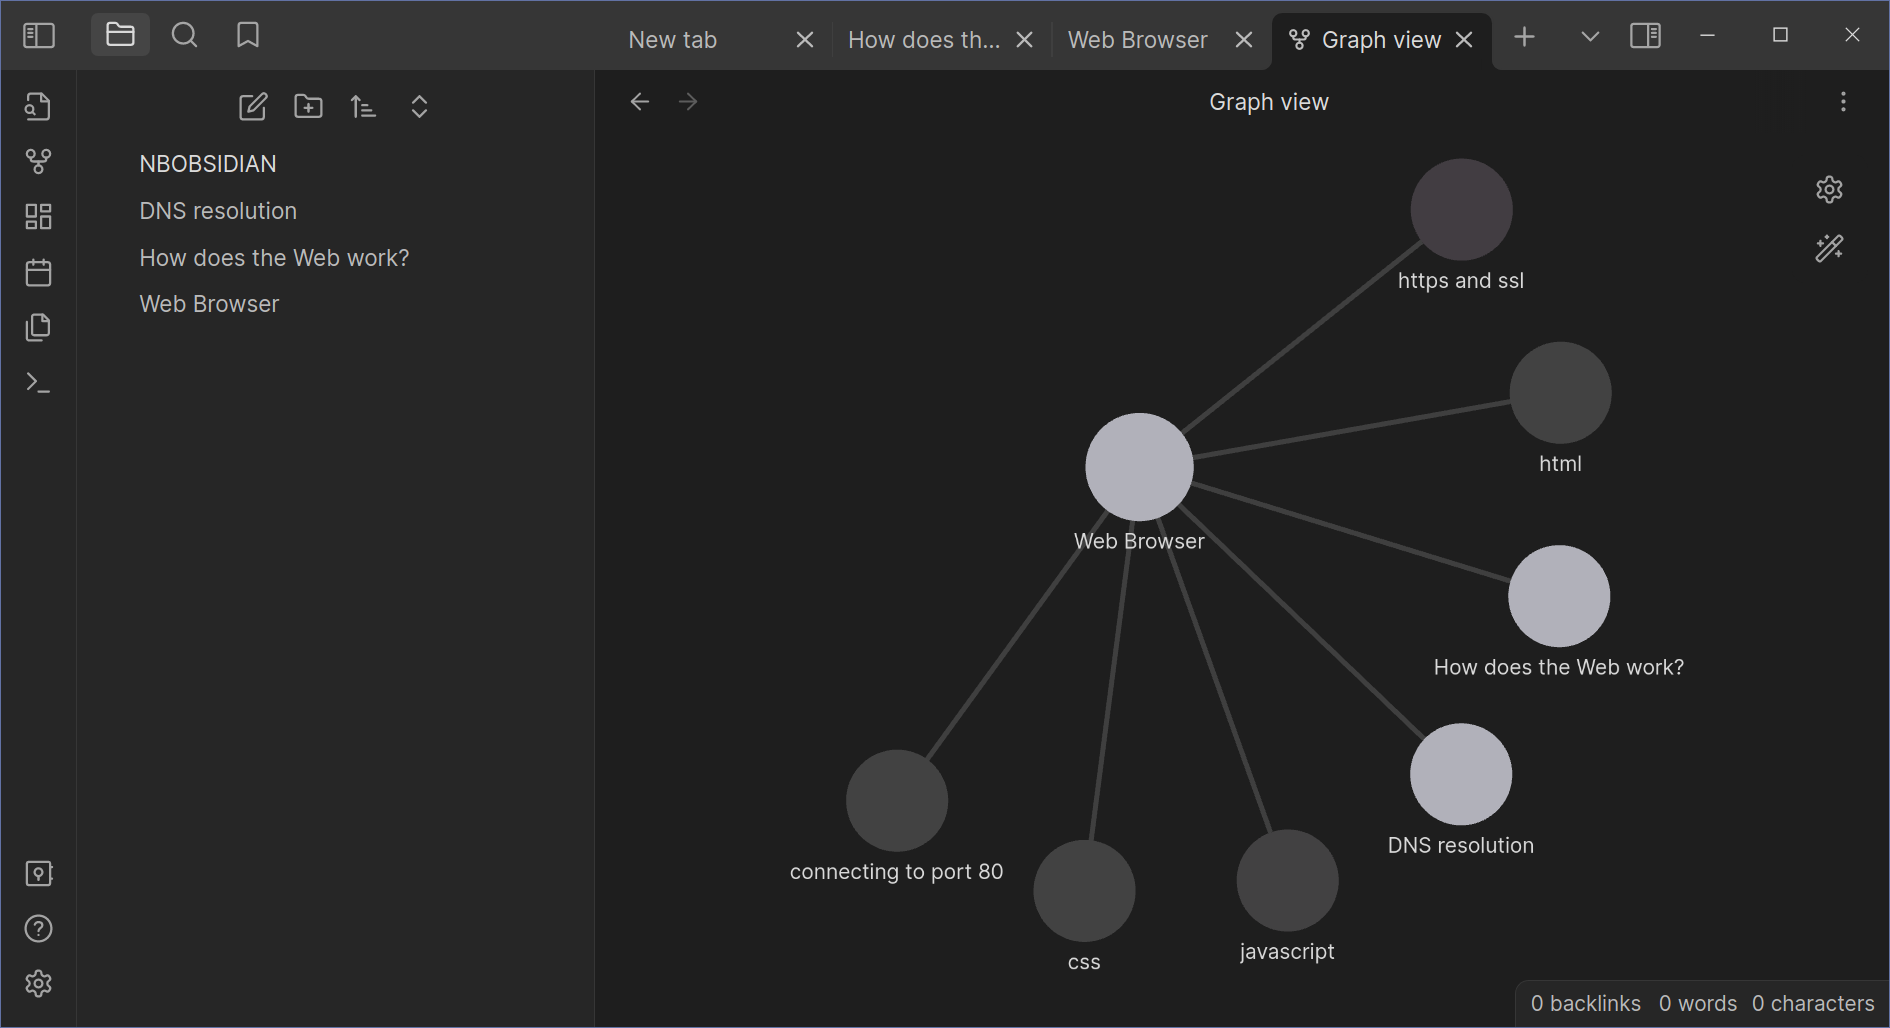 New tab
How does th...
Web Browser
Graph view
Graph view
NBOBSIDIAN
DNS resolution
How does the Web work?
Web Browser
https and ssl
html
Web Browser
How does the Web work?
DNS resolution
connecting to port 80
css
javascript
0 backlinks 0 words 0 characters